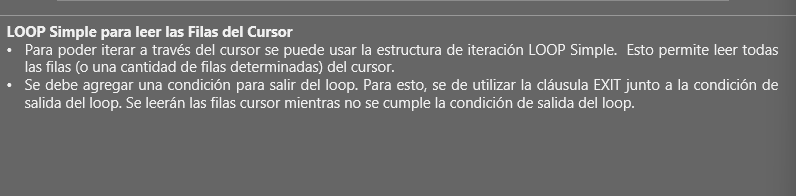 LOOP Simple para leer las Filas del Cursor
• Para poder iterar a través del cursor se puede usar la estructura de iteración LOOP Simple. Esto permite leer todas
las filas (o una cantidad de filas determinadas) del cursor.
• Se debe agregar una condición para salir del loop. Para esto, se de utilizar la cláusula EXIT junto a la condición de
salida del loop. Se leerán las filas cursor mientras no se cumple la condición de salida del loop.